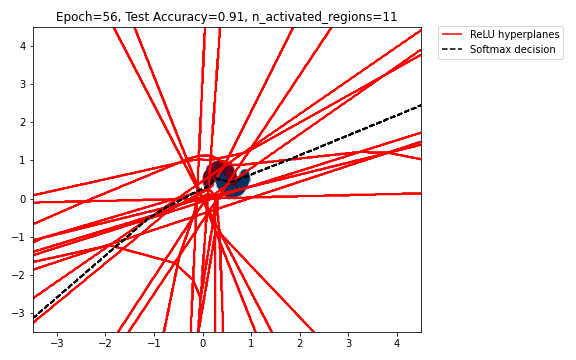 Epoch=56, Test Accuracy=0.91, n_activated_regions=11
ReLU hyperplanes
Softmax decision
4
3
2
1
0
−1
−2
−3
−3 −2 −1 0 1 2 3 4